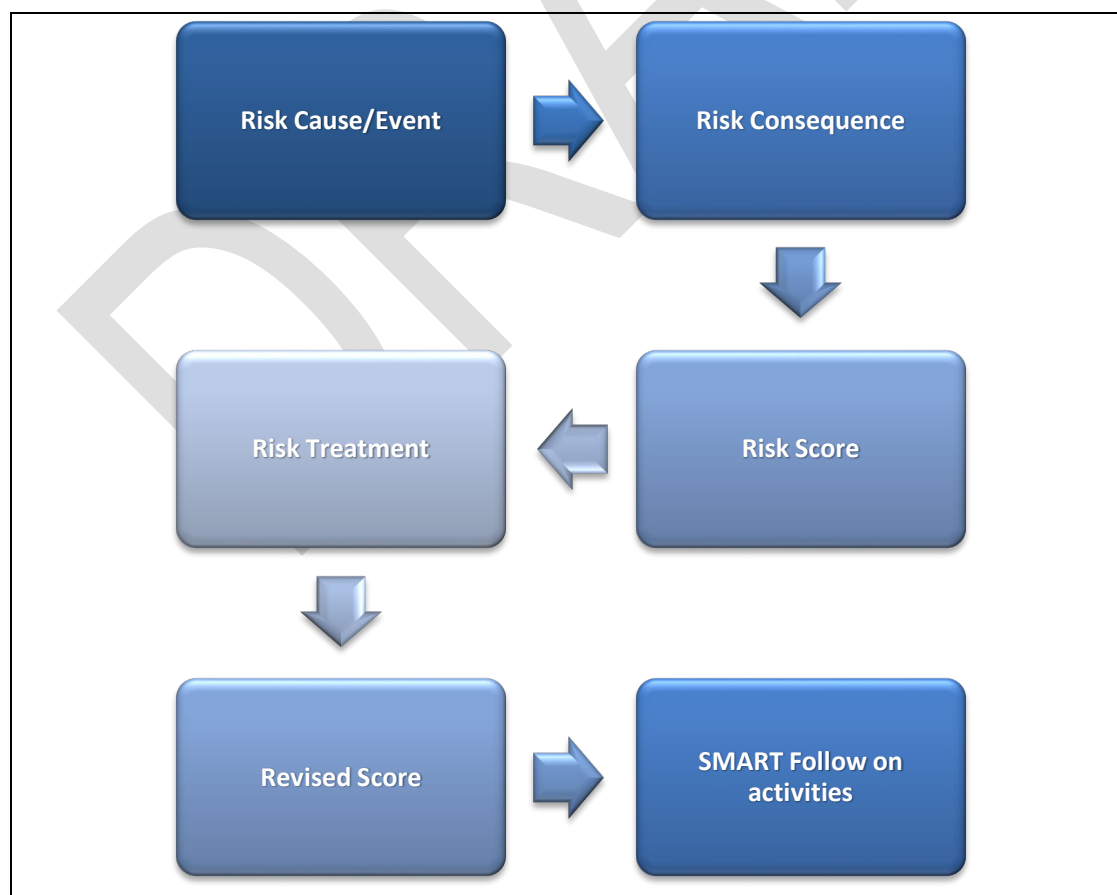 Risk Cause/Event
Risk Consequence
Risk Score
Risk Treatment
Revised Score
SMART Follow on
activities